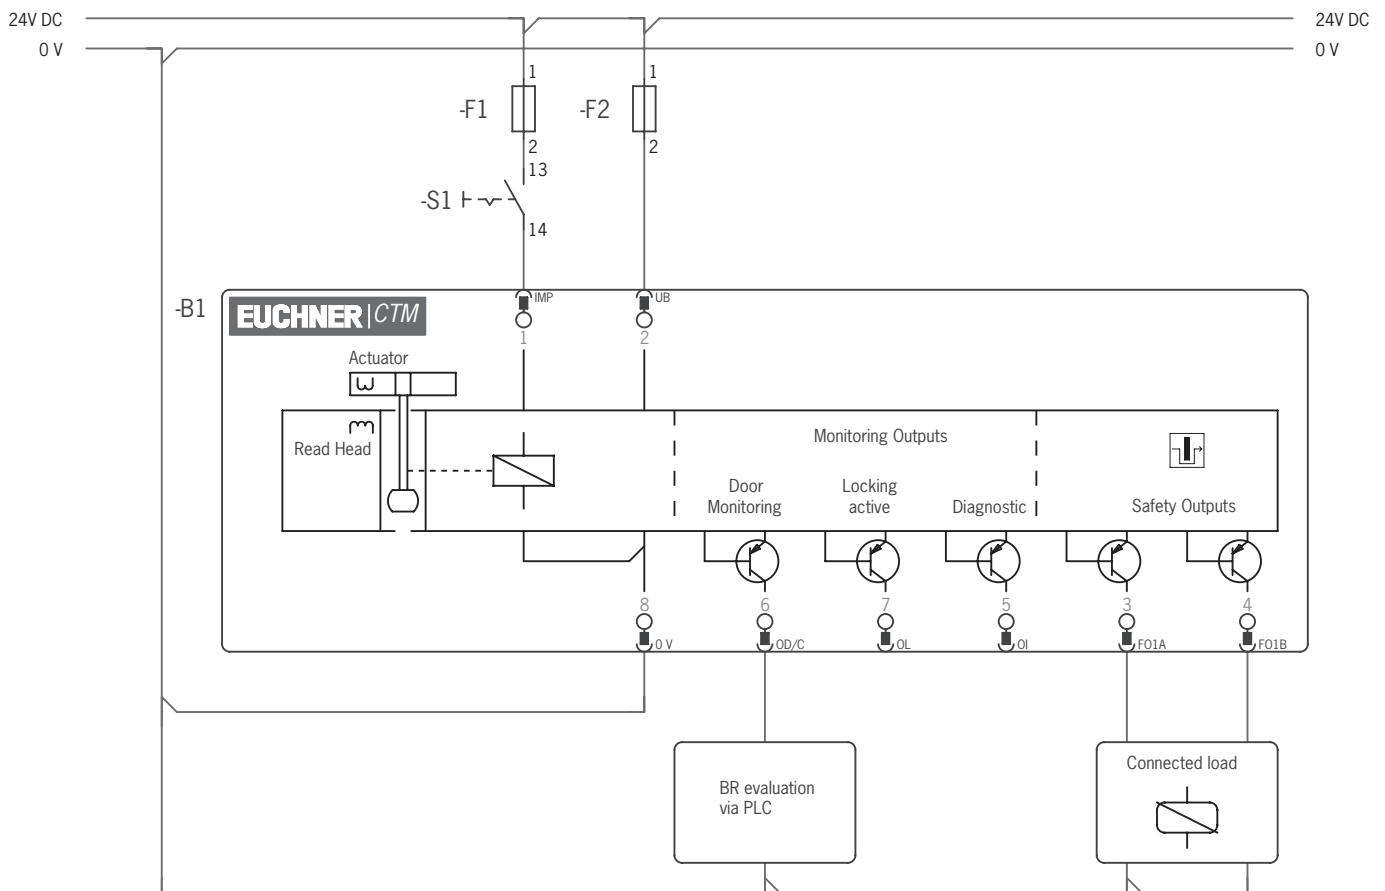 24V DC
24V DC
0 V
0 V
1
1
-F1
-F2
2
2
13
-S1
14
-B1
EUCHNER CTM
IMP
UB
1
2
Actuator
Read Head
Monitoring Outputs
Door
Monitoring
Locking
active
Diagnostic
Safety Outputs
8
6
7
5
3
4
0 V
OD/C
OL
OI
FO1A
FO1B
BR evaluation
via PLC
Connected load